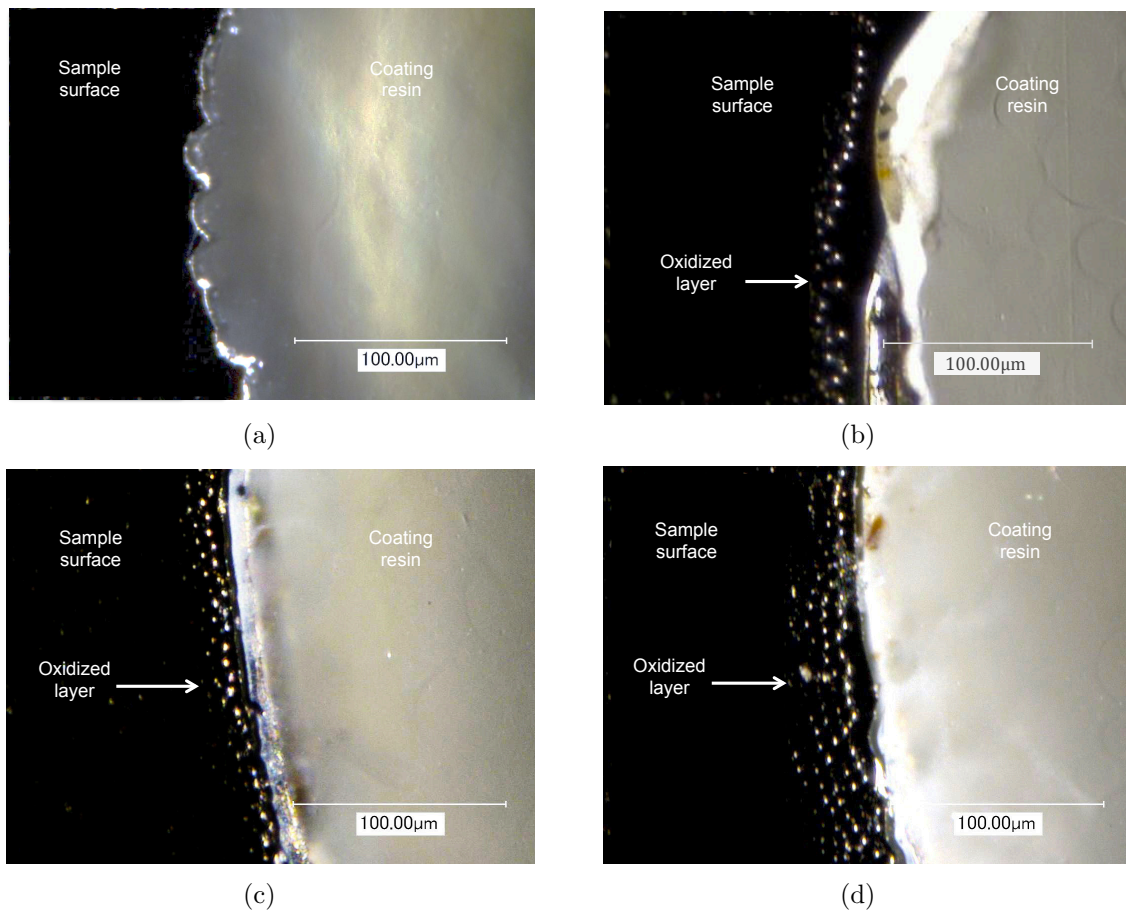 Sample
surface
Coating
resin
100.00μm
(a)
Sample
surface
Coating
resin
Oxidized
layer
100.00μm
(b)
Sample
surface
Coating
resin
Oxidized
layer
100.00μm
(c)
Sample
surface
Coating
resin
Oxidized
layer
100.00μm
(d)